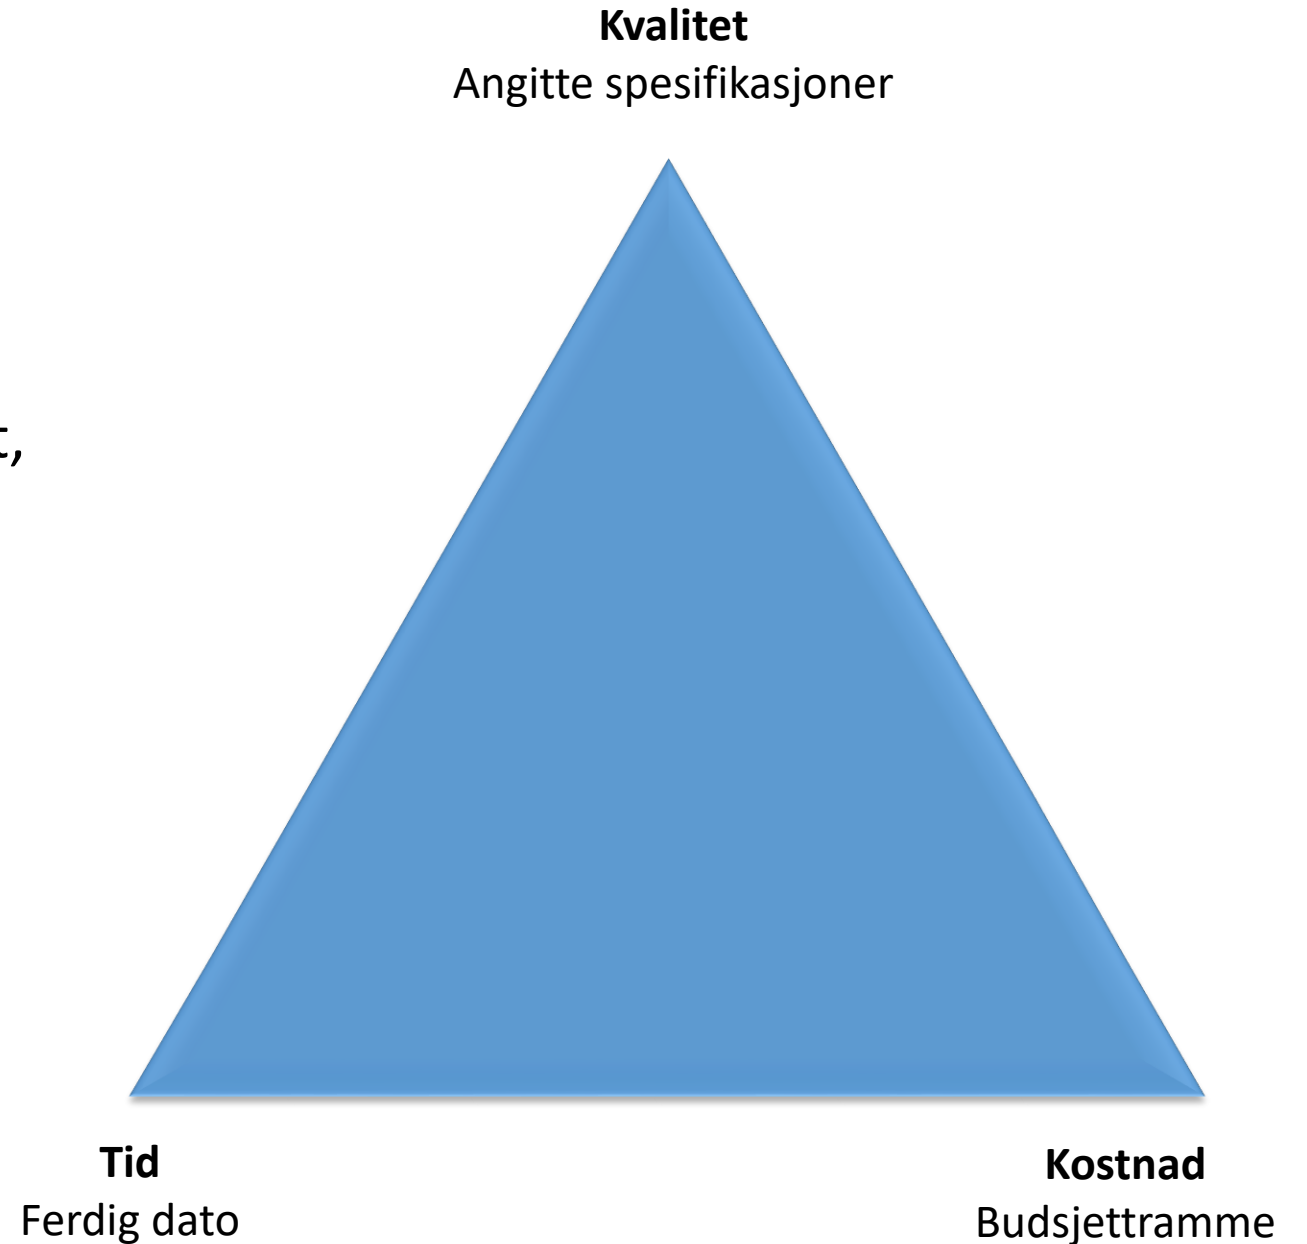 Kvalitet
Angitte spesifikasjoner
Tid
Ferdig dato
Kostnad
Budsjettramme